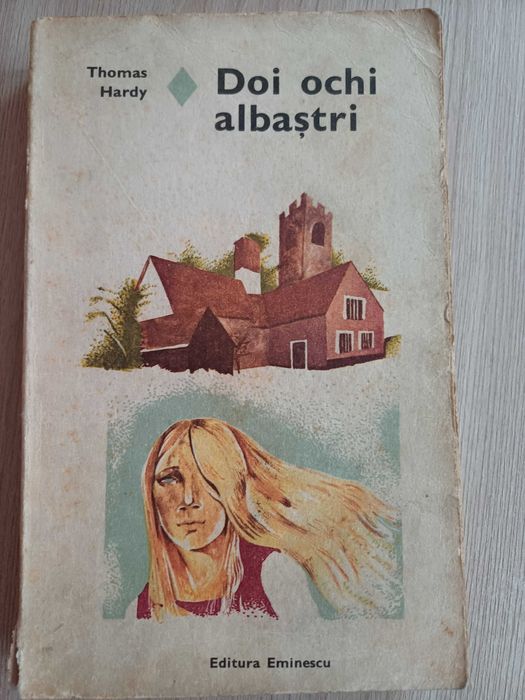 Thomas
Hardy
Doi ochi
albaștri
Editura Eminescu